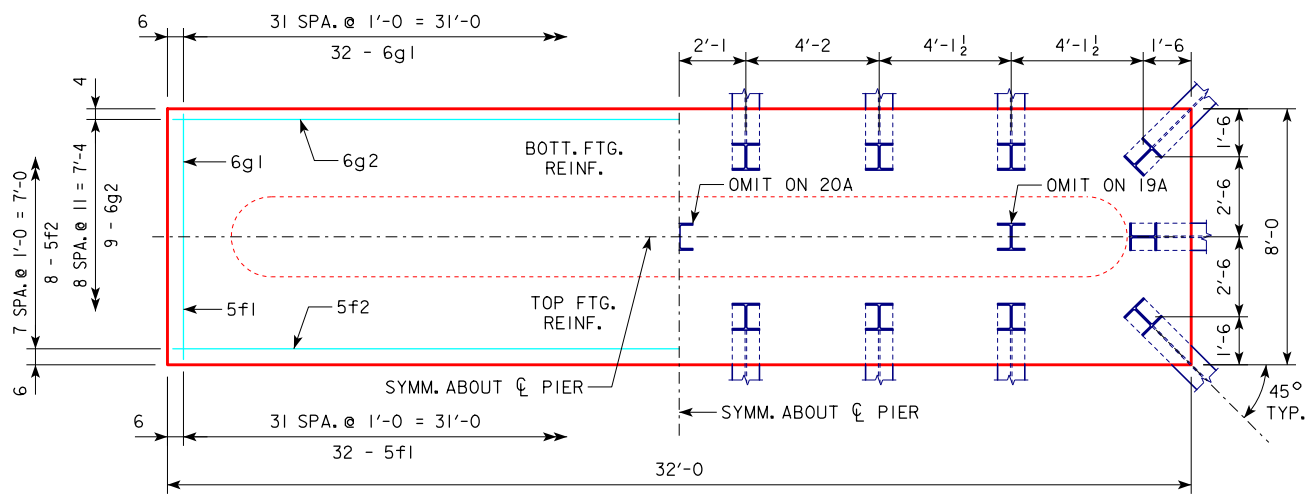 31 SPA. @ 1'-0 = 31'-0
6
32 - 6g1
2'-1
4'-2
4'-1½
4'-1½
1'-6
4
6g1
6g2
BOTT. FTG.
REINF.
OMIT ON 20A
OMIT ON 19A
7 SPA. @ 1'-0 = 7'-0
8 - 5f2
8 SPA. @ 11 = 7'-4
9 - 6g2
1'-6
2'-6
2'-6
1'-6
8'-0
5f1
5f2
TOP FTG.
REINF.
6
SYMM. ABOUT ℄ PIER
SYMM. ABOUT ℄ PIER
45°
TYP.
6
31 SPA. @ 1'-0 = 31'-0
32 - 5f1
32'-0